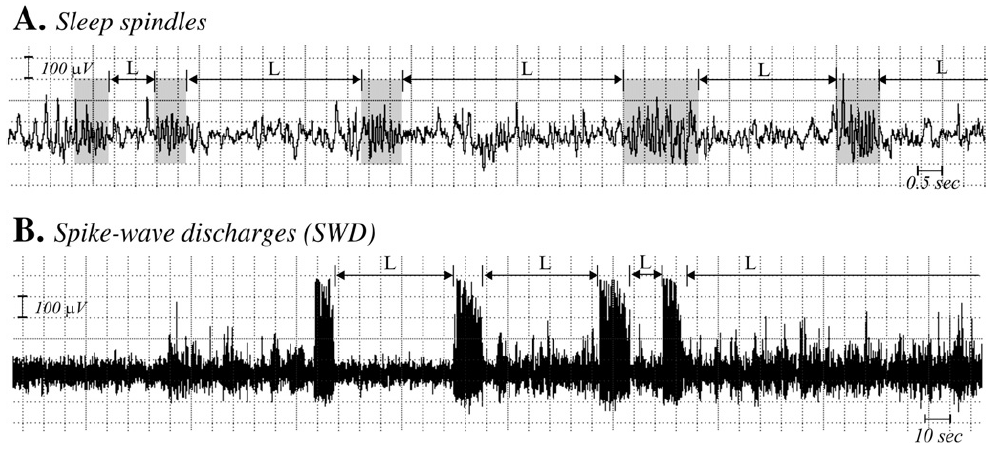 A. Sleep spindles
100 μV
L L L L L
0.5 sec
B. Spike-wave discharges (SWD)
L L L L
100 μV
10 sec